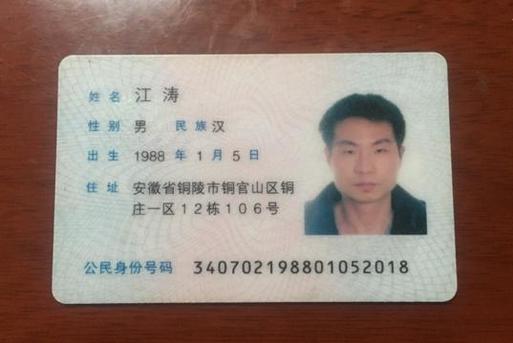 姓名 江涛
性别 男 民族 汉
出生 1988 年 1 月 5 日
住址 安徽省铜陵市铜官山区铜
庄一区12栋106号
公民身份号码 340702198801052018